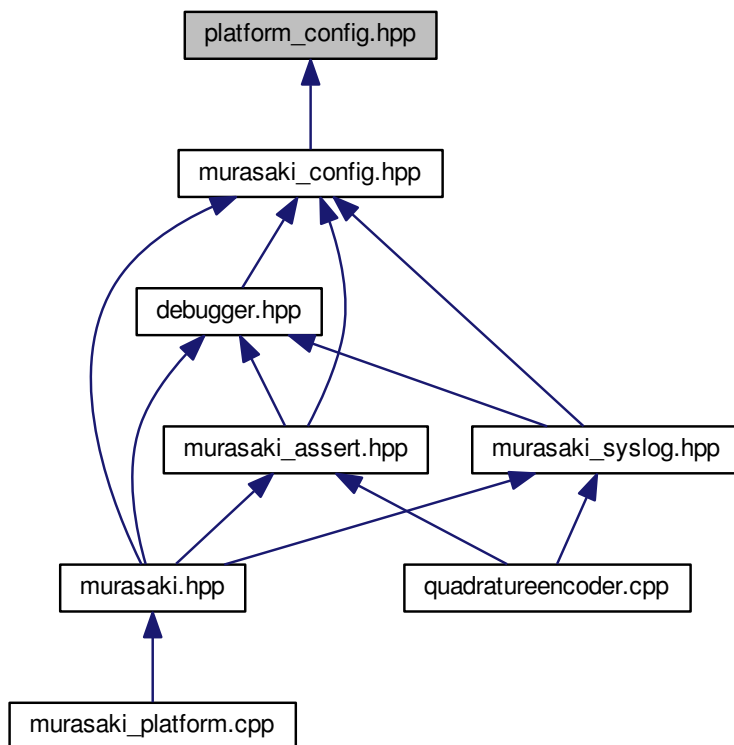 platform_config.hpp
murasaki_config.hpp
debugger.hpp
murasaki_assert.hpp
murasaki_syslog.hpp
murasaki.hpp
quadratureencoder.cpp
murasaki_platform.cpp